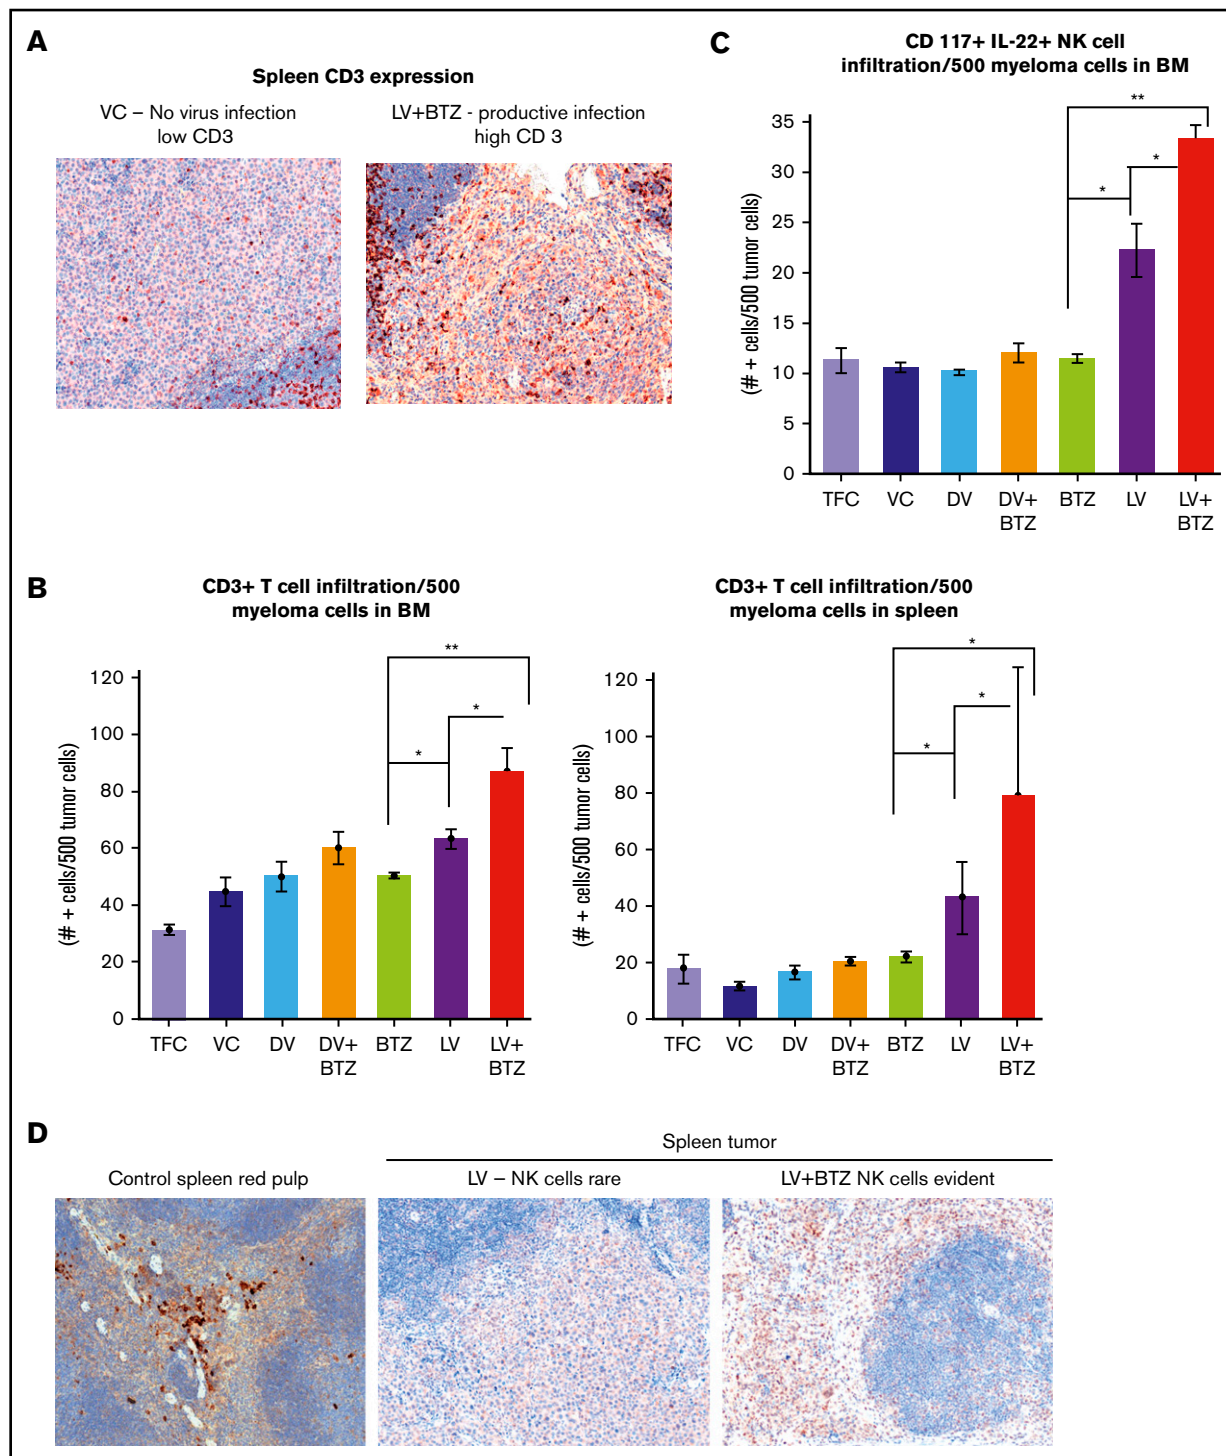 A
Spleen CD3 expression
VC – No virus infection
low CD3
LV+BTZ - productive infection
high CD 3
C
CD 117+ IL-22+ NK cell
infiltration/500 myeloma cells in BM
(# + cells/500 tumor cells)
35
30
25
20
15
10
5
0
**
*
*
TFC VC DV DV+ BTZ LV LV+
BTZ BTZ
B
CD3+ T cell infiltration/500
myeloma cells in BM
(# + cells/500 tumor cells)
120
100
80
60
40
20
0
**
*
*
TFC VC DV DV+ BTZ LV LV+
BTZ BTZ
CD3+ T cell infiltration/500
myeloma cells in spleen
(# + cells/500 tumor cells)
120
100
80
60
40
20
0
*
*
*
TFC VC DV DV+ BTZ LV LV+
BTZ BTZ
D
Spleen tumor
Control spleen red pulp
LV – NK cells rare
LV+BTZ NK cells evident